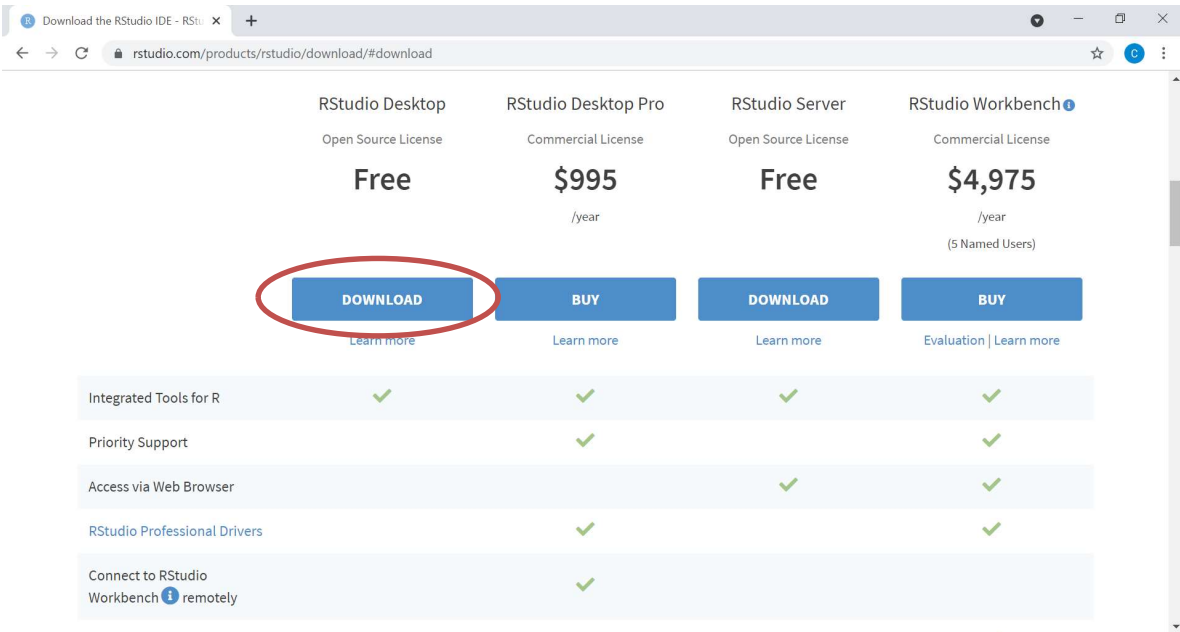 Download the RStudio IDE - RStu
rstudio.com/products/rstudio/download/#download
RStudio Desktop RStudio Desktop Pro RStudio Server RStudio Workbench
Open Source License Commercial License Open Source License Commercial License
Free $995 Free $4,975
/year /year
(5 Named Users)
DOWNLOAD BUY DOWNLOAD BUY
Learn more Learn more Learn more Evaluation | Learn more
Integrated Tools for R
Priority Support
Access via Web Browser
RStudio Professional Drivers
Connect to RStudio
Workbench remotely